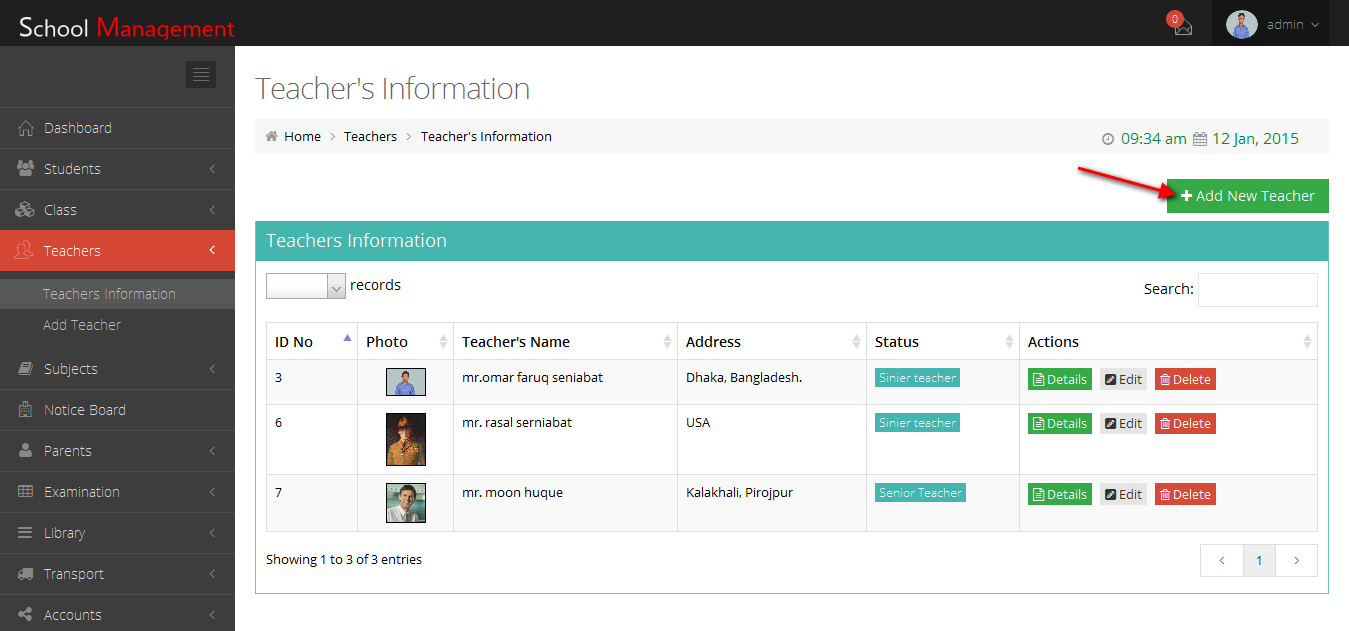 School Management
0
admin
Dashboard
Students
Class
Teachers
Teachers Information
Add Teacher
Subjects
Notice Board
Parents
Examination
Library
Transport
Accounts
Teacher's Information
Home > Teachers > Teacher's Information
09:34 am 12 Jan, 2015
Add New Teacher
Teachers Information
records
Search:
ID No Photo Teacher's Name Address Status Actions
3 mr.omar faruq seniabat Dhaka, Bangladesh. Sinier teacher Details Edit Delete
6 mr. rasal serniabat USA Sinier teacher Details Edit Delete
7 mr. moon huque Kalakhali, Pirojpur Senior Teacher Details Edit Delete
Showing 1 to 3 of 3 entries
< 1 >